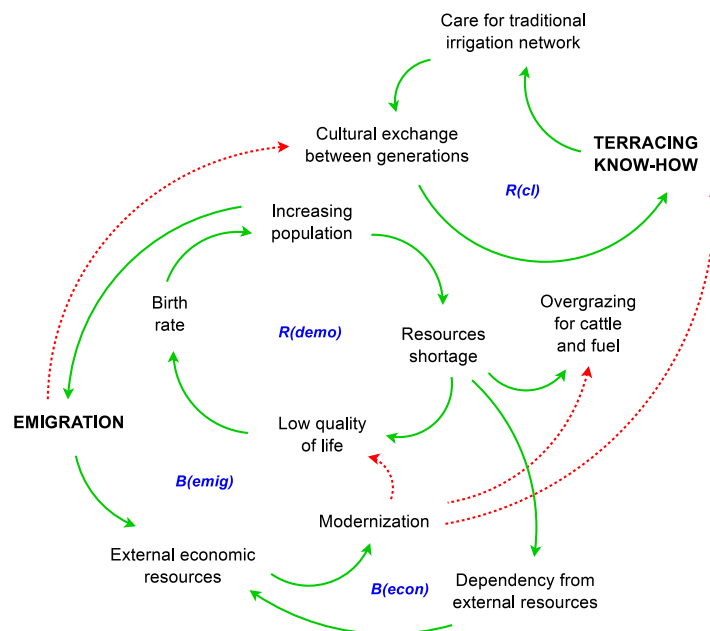 Care for traditional
irrigation network
Cultural exchange
between generations
TERRACING
KNOW-HOW
R(cl)
Increasing
population
Birth
rate
R(demo)
Resources
shortage
Overgrazing
for cattle
and fuel
EMIGRATION
Low quality
of life
B(emig)
Modernization
External economic
resources
B(econ)
Dependency from
external resources